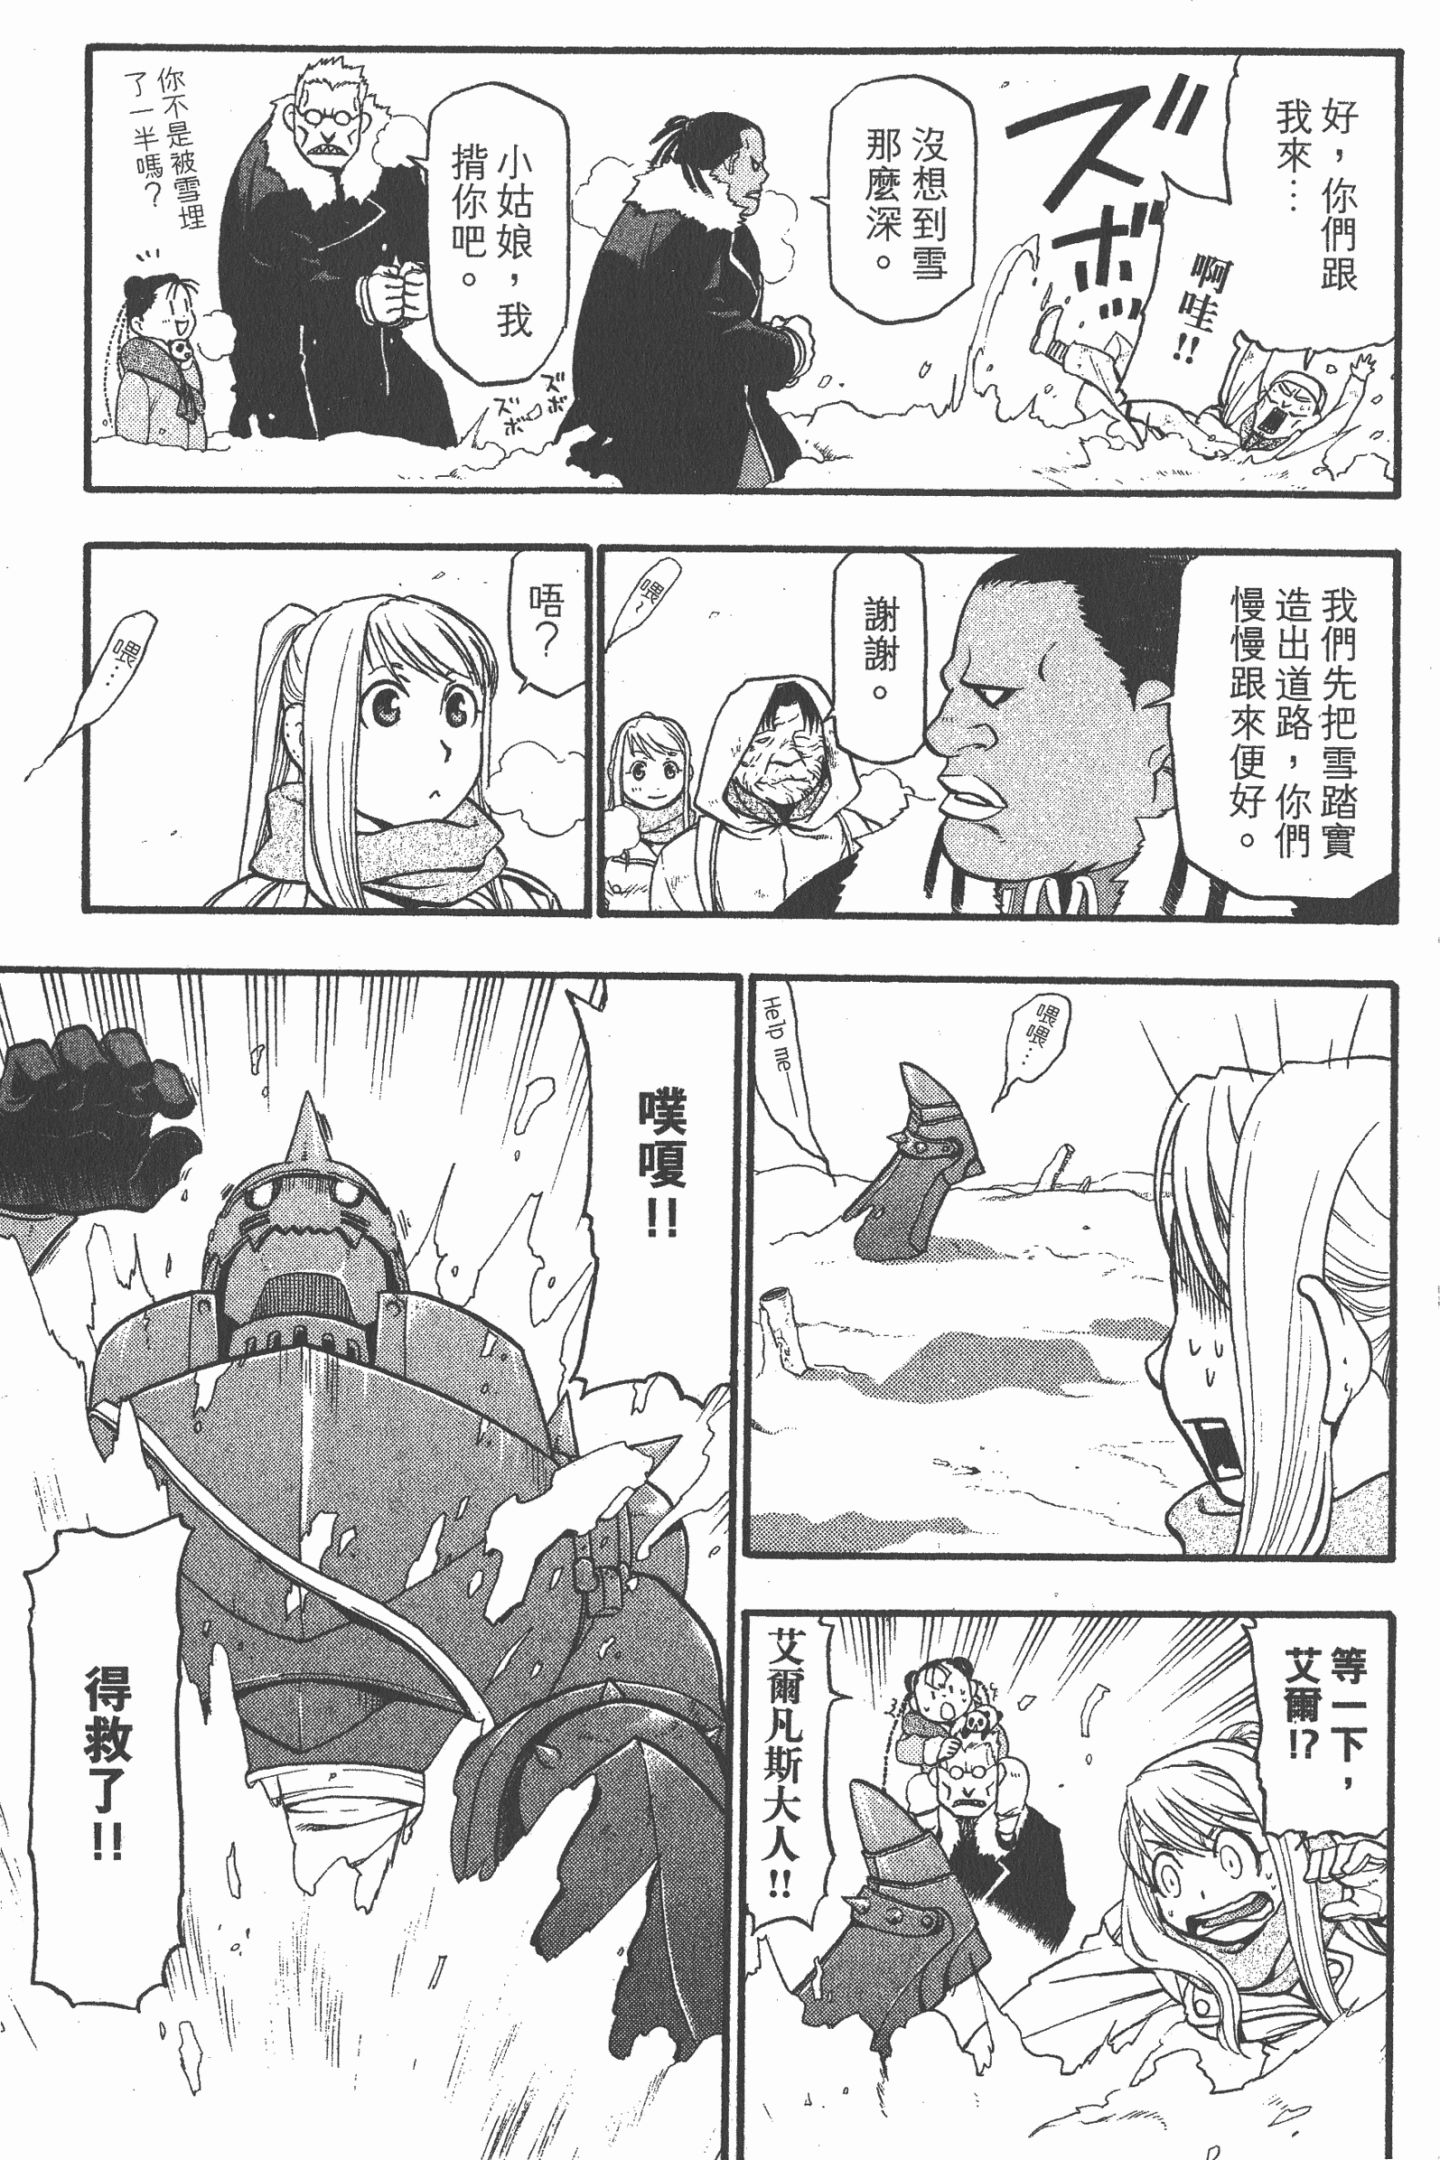 好，你們跟
我來…
啊哇!!
ズボッ
沒想到雪
那麼深。
小姑娘，我
揹你吧。
ズボ
ズボ
你不是被雪埋
了一半嗎？
我們先把雪踏實
造出道路，你們
慢慢跟來便好。
謝謝。
喂~
唔？
喂…
喂喂…
Help me—
等一下，
艾爾!?
艾爾凡斯大人!!
噗嗄!!
得救了!!